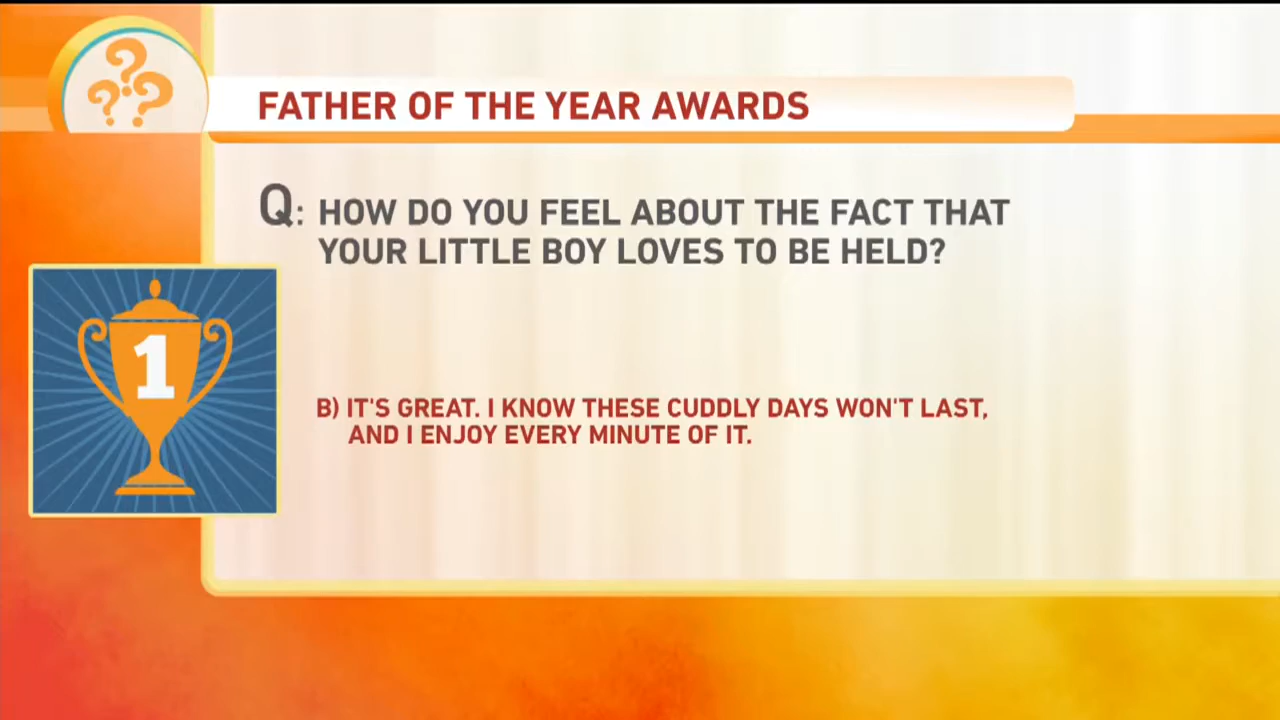 ???
FATHER OF THE YEAR AWARDS
Q: HOW DO YOU FEEL ABOUT THE FACT THAT
YOUR LITTLE BOY LOVES TO BE HELD?
1
B) IT'S GREAT. I KNOW THESE CUDDLY DAYS WON'T LAST,
AND I ENJOY EVERY MINUTE OF IT.